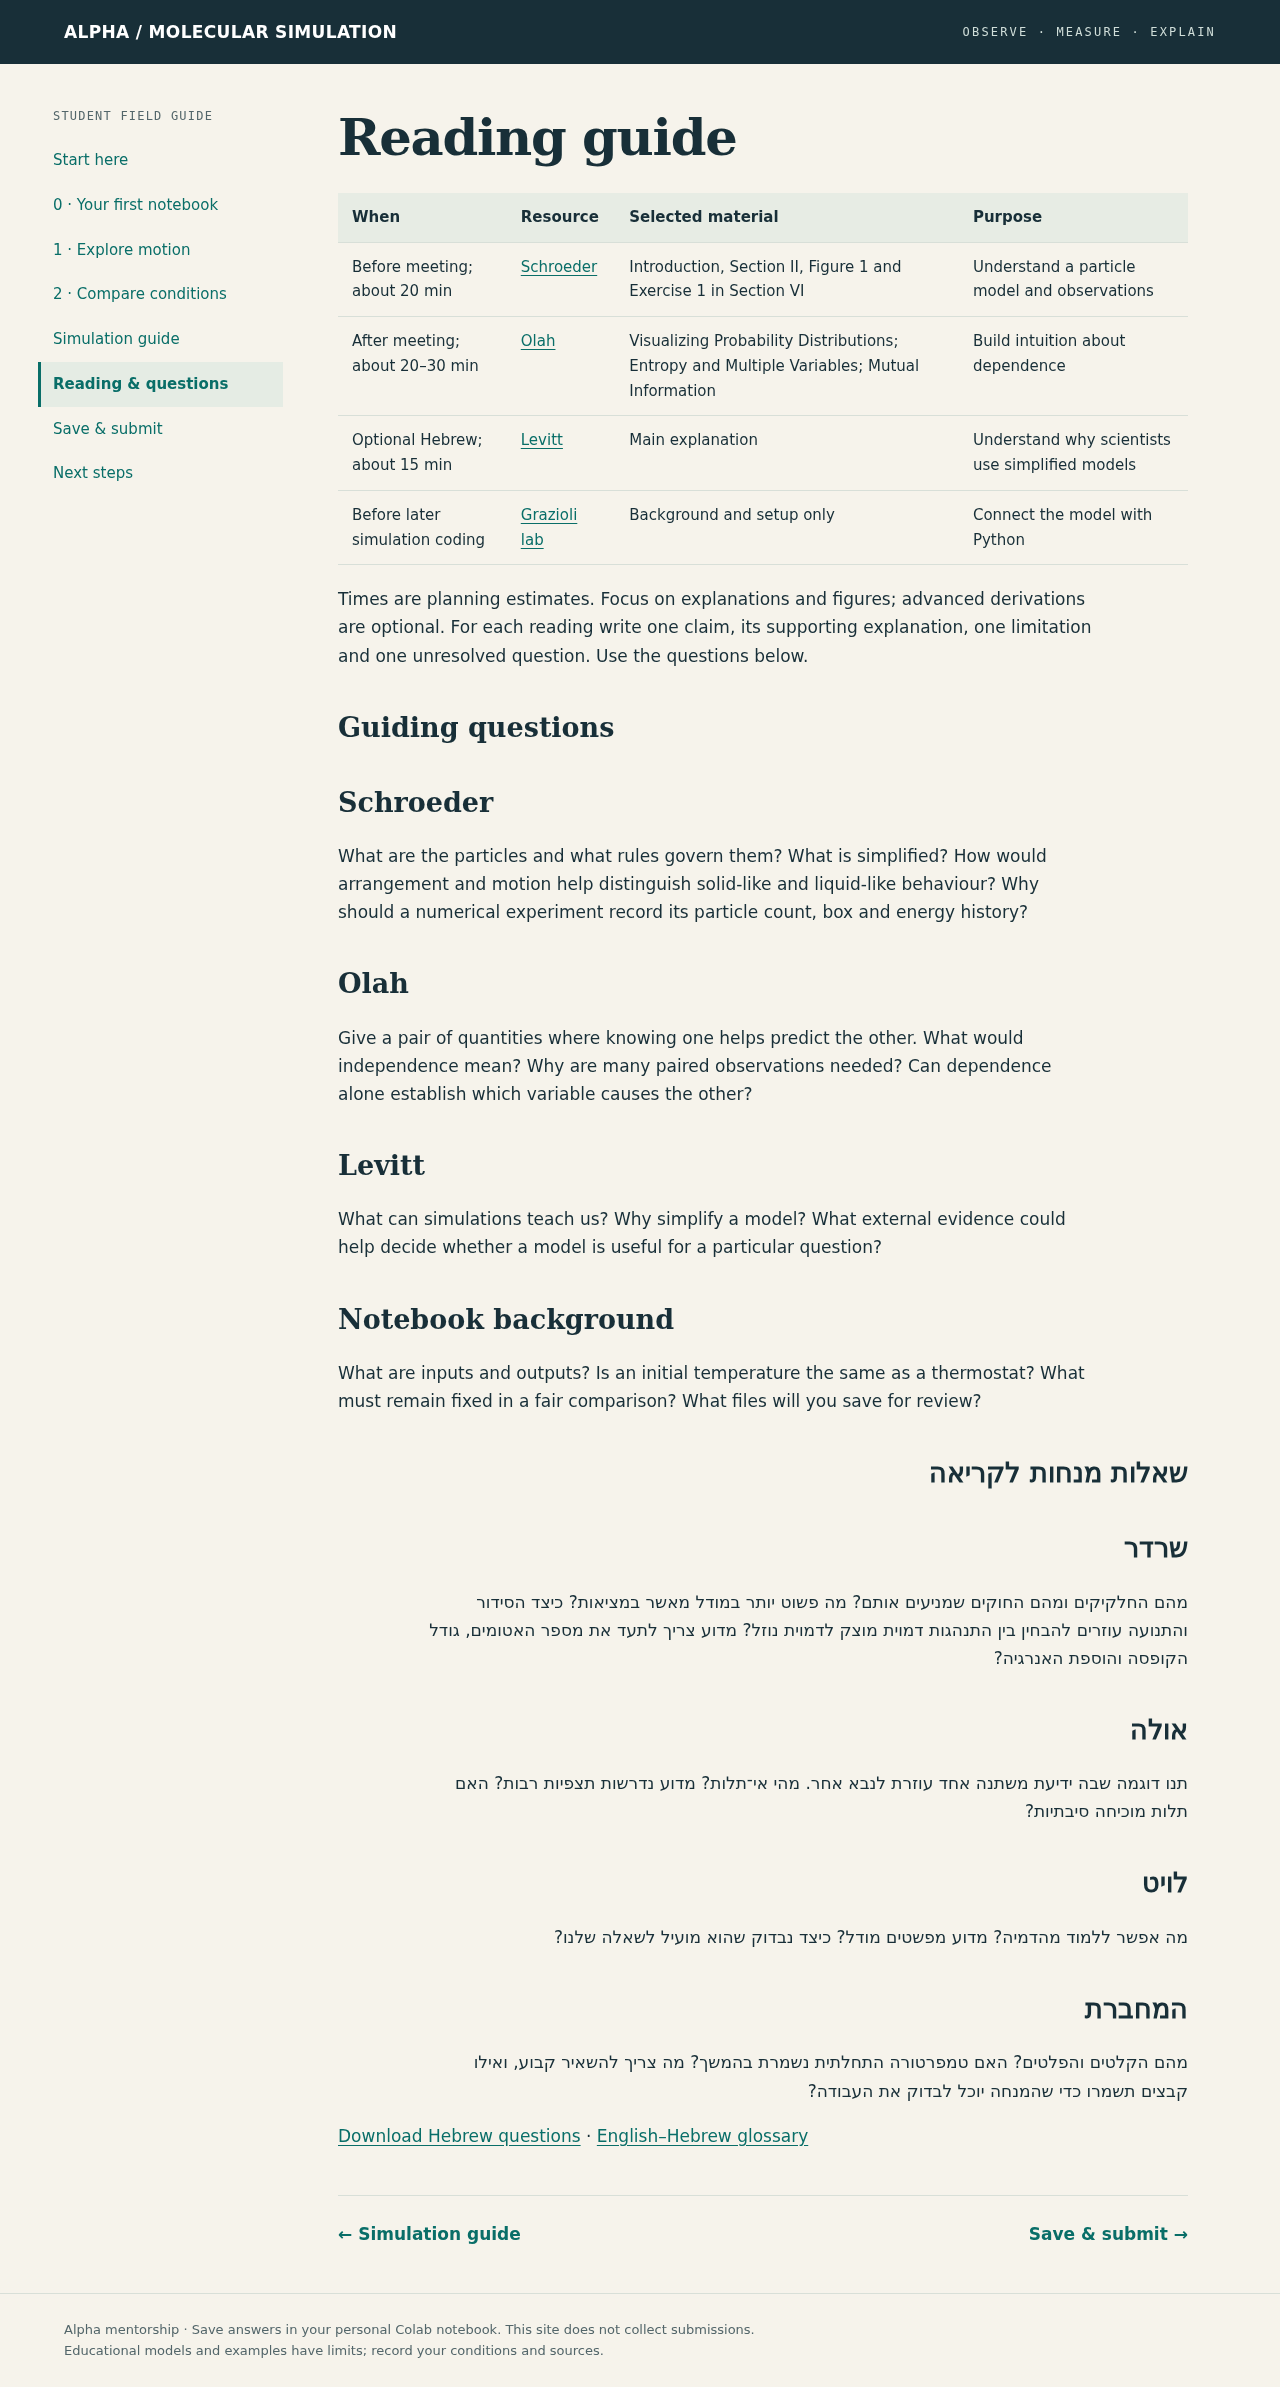 ALPHA / MOLECULAR SIMULATION
OBSERVE · MEASURE · EXPLAIN
STUDENT FIELD GUIDE
Start here
0 · Your first notebook
1 · Explore motion
2 · Compare conditions
Simulation guide
Reading & questions
Save & submit
Next steps
Reading guide
When Resource Selected material Purpose
Before meeting; about 20 min Schroeder Introduction, Section II, Figure 1 and Exercise 1 in Section VI Understand a particle model and observations
After meeting; about 20–30 min Olah Visualizing Probability Distributions; Entropy and Multiple Variables; Mutual Information Build intuition about dependence
Optional Hebrew; about 15 min Levitt Main explanation Understand why scientists use simplified models
Before later simulation coding Grazioli lab Background and setup only Connect the model with Python
Times are planning estimates. Focus on explanations and figures; advanced derivations
are optional. For each reading write one claim, its supporting explanation, one limitation
and one unresolved question. Use the questions below.
Guiding questions
Schroeder
What are the particles and what rules govern them? What is simplified? How would
arrangement and motion help distinguish solid-like and liquid-like behaviour? Why
should a numerical experiment record its particle count, box and energy history?
Olah
Give a pair of quantities where knowing one helps predict the other. What would
independence mean? Why are many paired observations needed? Can dependence
alone establish which variable causes the other?
Levitt
What can simulations teach us? Why simplify a model? What external evidence could
help decide whether a model is useful for a particular question?
Notebook background
What are inputs and outputs? Is an initial temperature the same as a thermostat? What
must remain fixed in a fair comparison? What files will you save for review?
שאלות מנחות לקריאה
שרדר
מהם החלקיקים ומהם החוקים שמניעים אותם? מה פשוט יותר במודל מאשר במציאות? כיצד הסידור
והתנועה עוזרים להבחין בין התנהגות דמוית מוצק לדמוית נוזל? מדוע צריך לתעד את מספר האטומים, גודל
הקופסה והוספת האנרגיה?
אולה
תנו דוגמה שבה ידיעת משתנה אחד עוזרת לנבא אחר. מהי אי־תלות? מדוע נדרשות תצפיות רבות? האם
תלות מוכיחה סיבתיות?
לויט
מה אפשר ללמוד מהדמיה? מדוע מפשטים מודל? כיצד נבדוק שהוא מועיל לשאלה שלנו?
המחברת
מהם הקלטים והפלטים? האם טמפרטורה התחלתית נשמרת בהמשך? מה צריך להשאיר קבוע, ואילו
קבצים תשמרו כדי שהמנחה יוכל לבדוק את העבודה?
Download Hebrew questions · English–Hebrew glossary
← Simulation guide
Save & submit →
Alpha mentorship · Save answers in your personal Colab notebook. This site does not collect submissions.
Educational models and examples have limits; record your conditions and sources.